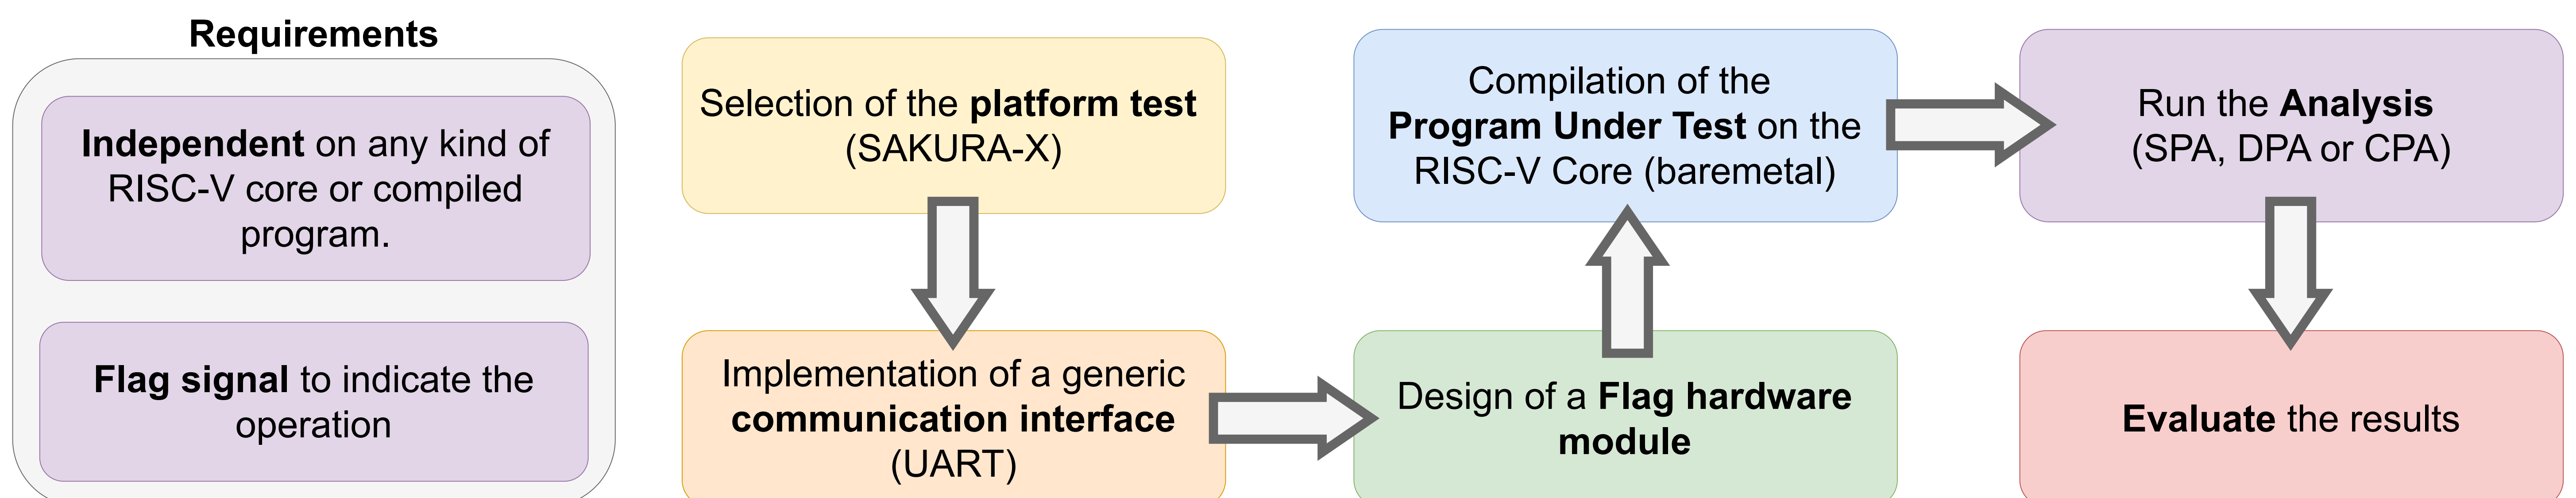 Requirements
Independent on any kind of
RISC-V core or compiled
program.
Flag signal to indicate the
operation
Selection of the platform test
(SAKURA-X)
Implementation of a generic
communication interface
(UART)
Design of a Flag hardware
module
Compilation of the
Program Under Test on the
RISC-V Core (baremetal)
Run the Analysis
(SPA, DPA or CPA)
Evaluate the results